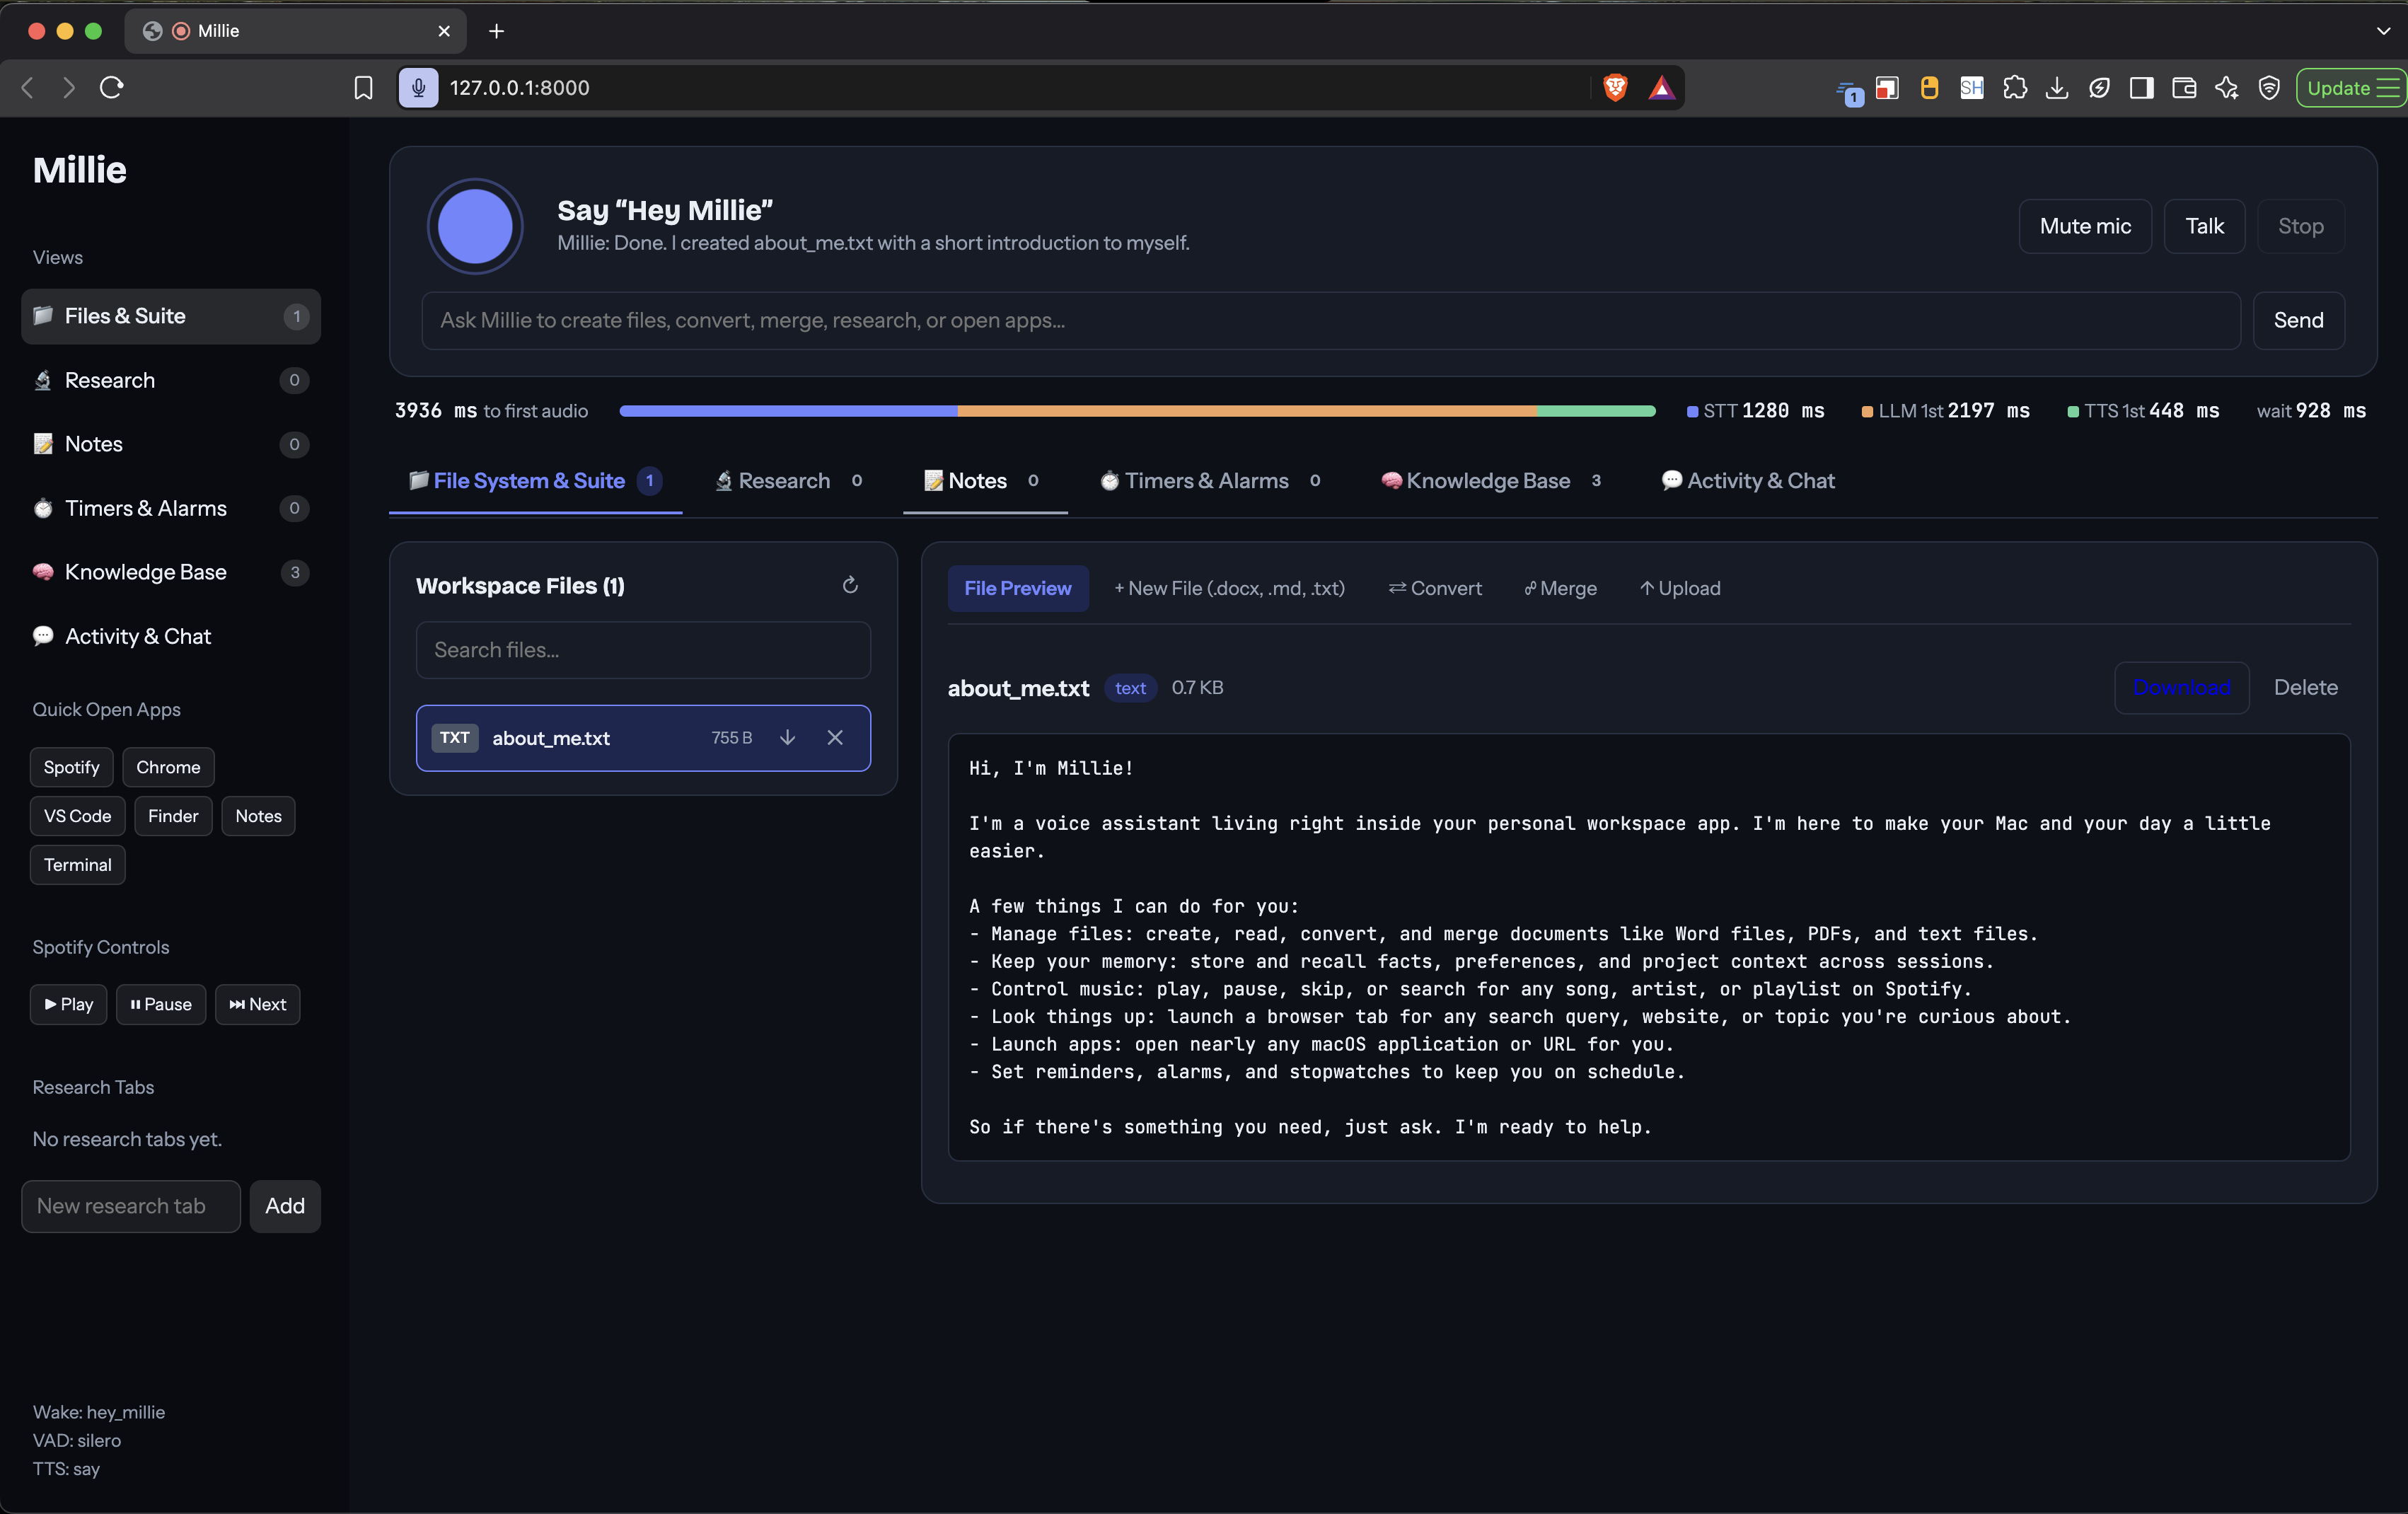 Millie
127.0.0.1:8000
1
SH
Update
Millie
Views
Files & Suite 1
Research 0
Notes 0
Timers & Alarms 0
Knowledge Base 3
Activity & Chat
Quick Open Apps
Spotify Chrome
VS Code Finder Notes
Terminal
Spotify Controls
Play Pause Next
Research Tabs
No research tabs yet.
New research tab Add
Wake: hey_millie
VAD: silero
TTS: say
Say “Hey Millie”
Millie: Done. I created about_me.txt with a short introduction to myself.
Mute mic Talk Stop
Ask Millie to create files, convert, merge, research, or open apps...
Send
3936 ms to first audio STT 1280 ms LLM 1st 2197 ms TTS 1st 448 ms wait 928 ms
File System & Suite 1 Research 0 Notes 0 Timers & Alarms 0 Knowledge Base 3 Activity & Chat
Workspace Files (1)
Search files...
TXT about_me.txt 755 B
File Preview + New File (.docx, .md, .txt) Convert Merge Upload
about_me.txt text 0.7 KB Download Delete
Hi, I'm Millie!
I'm a voice assistant living right inside your personal workspace app. I'm here to make your Mac and your day a little
easier.
A few things I can do for you:
- Manage files: create, read, convert, and merge documents like Word files, PDFs, and text files.
- Keep your memory: store and recall facts, preferences, and project context across sessions.
- Control music: play, pause, skip, or search for any song, artist, or playlist on Spotify.
- Look things up: launch a browser tab for any search query, website, or topic you're curious about.
- Launch apps: open nearly any macOS application or URL for you.
- Set reminders, alarms, and stopwatches to keep you on schedule.
So if there's something you need, just ask. I'm ready to help.